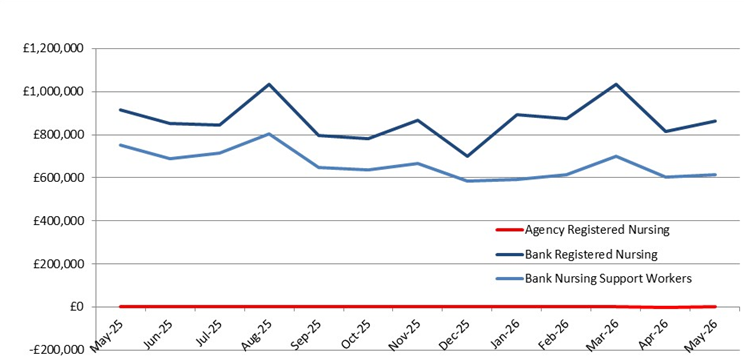 £1,200,000
£1,000,000
£800,000
£600,000
£400,000
£200,000
£0
-£200,000
Agency Registered Nursing
Bank Registered Nursing
Bank Nursing Support Workers
May-25
Jun-25
Jul-25
Aug-25
Sep-25
Oct-25
Nov-25
Dec-25
Jan-26
Feb-26
Mar-26
Apr-26
May-26